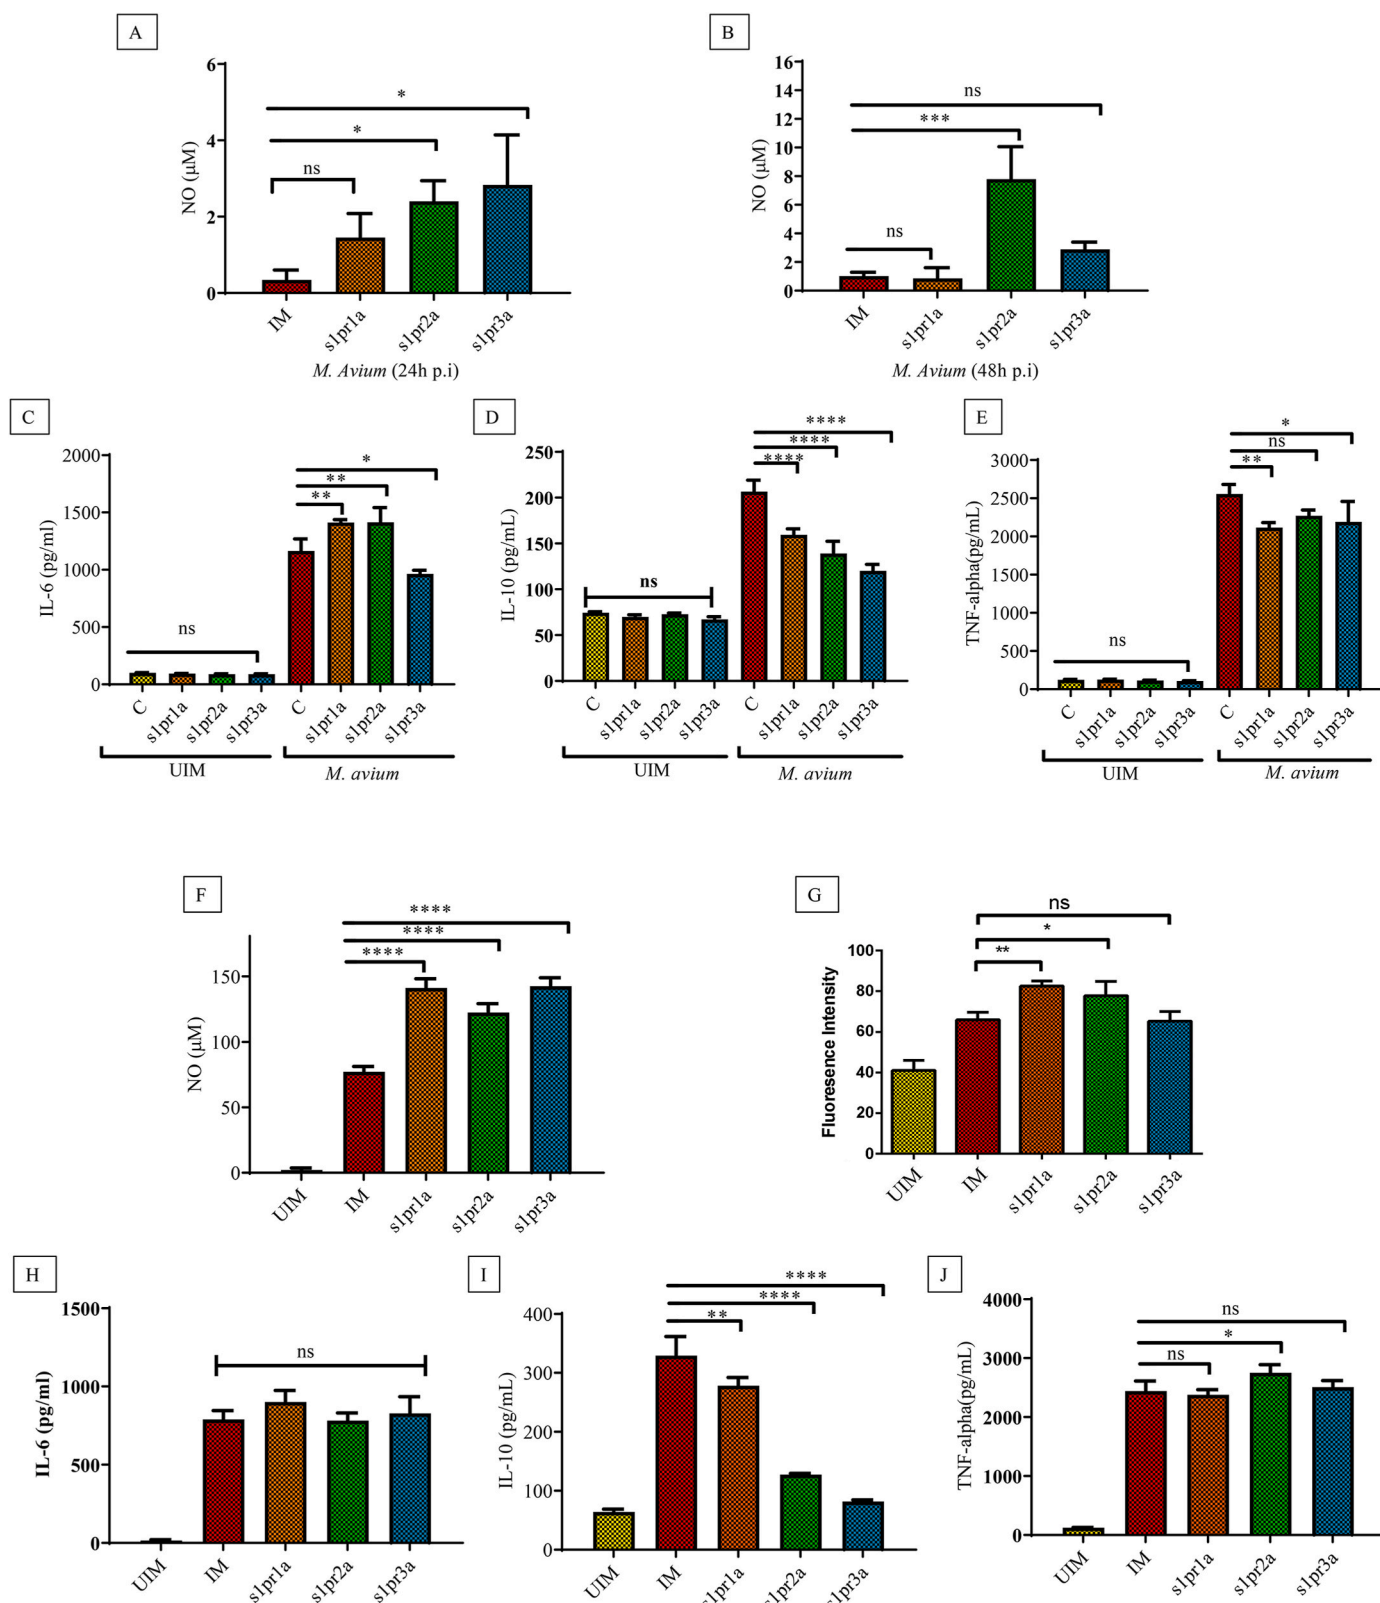 A
NO (μM)
6
4
2
0
*
*
ns
IM
s1pr1a
s1pr2a
s1pr3a
M. Avium (24h p.i)
B
NO (μM)
16
14
12
10
8
6
4
2
0
ns
***
ns
IM
s1pr1a
s1pr2a
s1pr3a
M. Avium (48h p.i)
C
IL-6 (pg/ml)
2000
1500
1000
500
0
*
**
**
ns
C
s1pr1a
s1pr2a
s1pr3a
C
s1pr1a
s1pr2a
s1pr3a
UIM
M. avium
D
IL-10 (pg/mL)
250
200
150
100
50
0
****
****
****
ns
C
s1pr1a
s1pr2a
s1pr3a
C
s1pr1a
s1pr2a
s1pr3a
UIM
M. avium
E
TNF-alpha(pg/mL)
3000
2500
2000
1500
1000
500
0
*
ns
**
ns
C
s1pr1a
s1pr2a
s1pr3a
C
s1pr1a
s1pr2a
s1pr3a
UIM
M. avium
F
NO (μM)
150
100
50
0
****
****
****
UIM
IM
s1pr1a
s1pr2a
s1pr3a
G
Fluoresence Intensity
100
80
60
40
20
0
ns
*
**
UIM
IM
s1pr1a
s1pr2a
s1pr3a
H
IL-6 (pg/ml)
1500
1000
500
0
ns
UIM
IM
s1pr1a
s1pr2a
s1pr3a
I
IL-10 (pg/mL)
400
300
200
100
0
****
****
**
UIM
IM
s1pr1a
s1pr2a
s1pr3a
J
TNF-alpha(pg/mL)
4000
3000
2000
1000
0
ns
*
ns
UIM
IM
s1pr1a
s1pr2a
s1pr3a